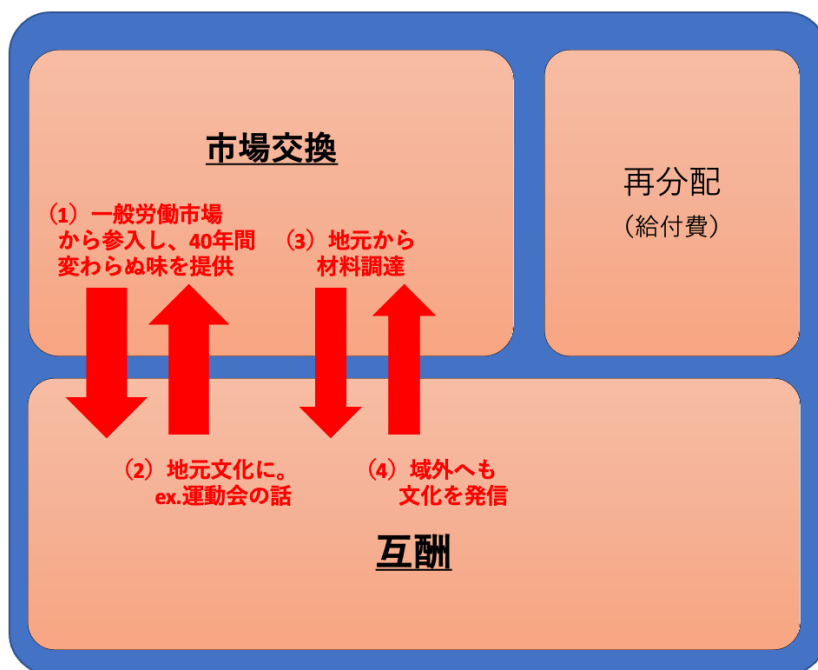 市場交換
再分配
(給付費)
(1)一般労働市場
から参入し、40年間
変わらぬ味を提供
(3)地元から
材料調達
(2)地元文化に。
ex.運動会の話
(4)域外へも
文化を発信
互酬